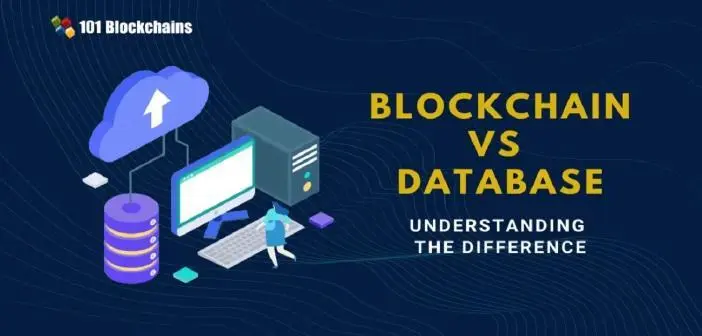 101 Blockchains
BLOCKCHAIN
VS
DATABASE
UNDERSTANDING
THE DIFFERENCE